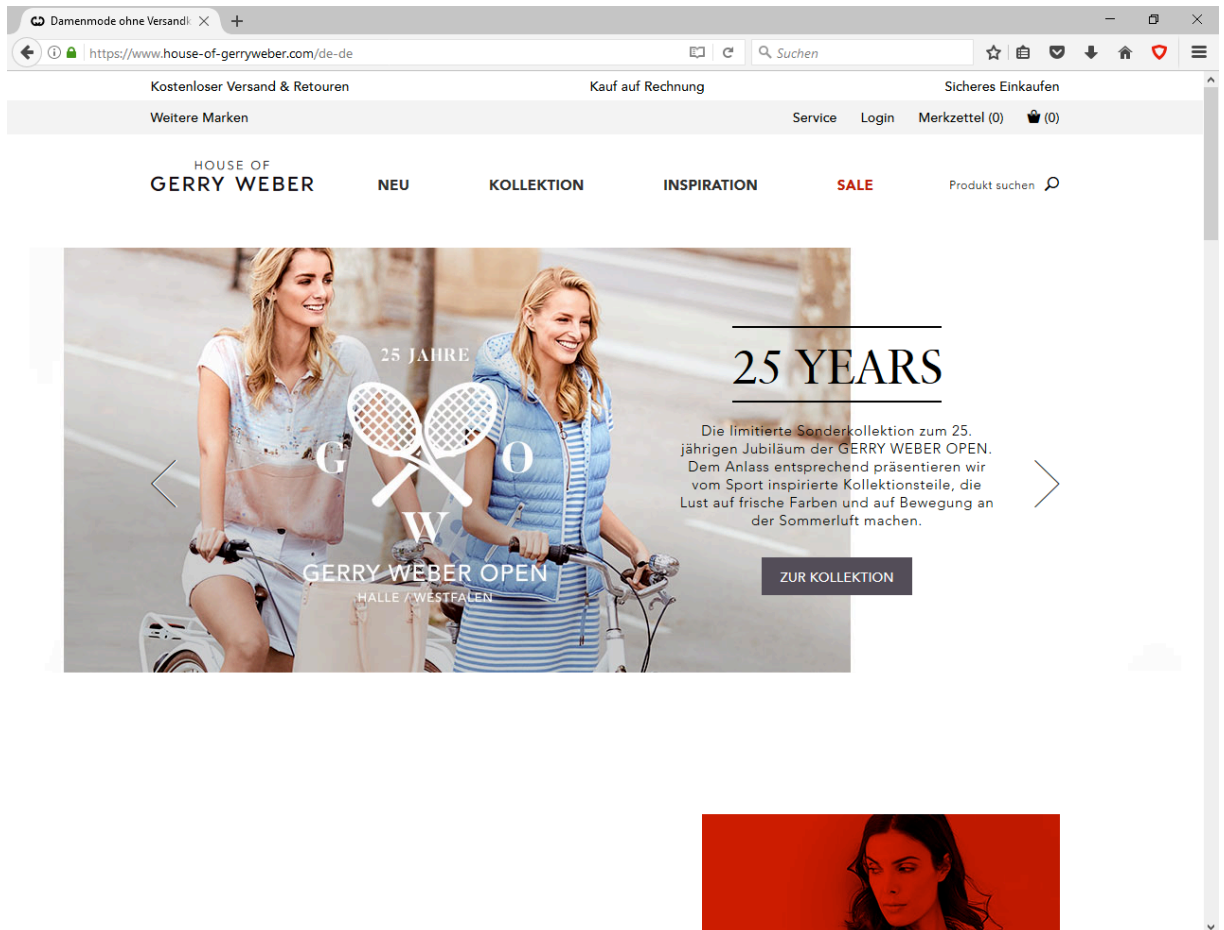 Damenmode ohne Versandk
https://www.house-of-gerryweber.com/de-de
Suchen
Kostenloser Versand & Retouren
Kauf auf Rechnung
Sicheres Einkaufen
Weitere Marken
Service
Login
Merkzettel (0)
(0)
HOUSE OF
GERRY WEBER
NEU
KOLLEKTION
INSPIRATION
SALE
Produkt suchen
25 JAHRE
G O
W
GERRY WEBER OPEN
HALLE / WESTFALEN
25 YEARS
Die limitierte Sonderkollektion zum 25.
jährigen Jubiläum der GERRY WEBER OPEN.
Dem Anlass entsprechend präsentieren wir
vom Sport inspirierte Kollektionsteile, die
Lust auf frische Farben und auf Bewegung an
der Sommerluft machen.
ZUR KOLLEKTION